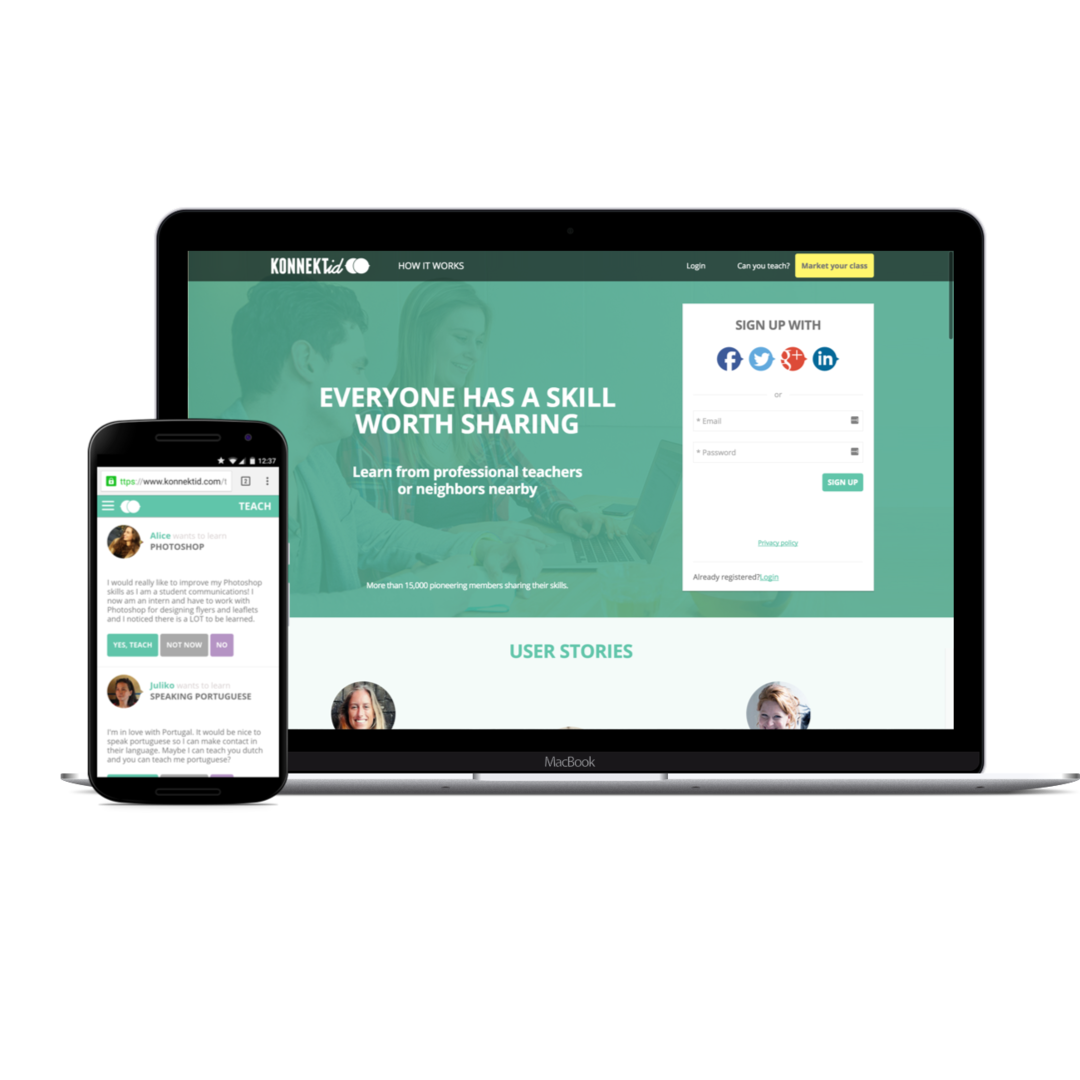 KONNEKTid
HOW IT WORKS
Login
Can you teach?
Market your class
EVERYONE HAS A SKILL
WORTH SHARING
Learn from professional teachers
or neighbors nearby
More than 15,000 pioneering members sharing their skills.
SIGN UP WITH
or
* Email
* Password
SIGN UP
Privacy policy
Already registered?Login
USER STORIES
MacBook
12:37
ttps://www.konnektid.com/t
TEACH
Alice wants to learn
PHOTOSHOP
I would really like to improve my Photoshop
skills as I am a student communications! I
now am an intern and have to work with
Photoshop for designing flyers and leaflets
and I noticed there is a LOT to be learned.
YES, TEACH
NOT NOW
NO
Juliko wants to learn
SPEAKING PORTUGUESE
I'm in love with Portugal. It would be nice to
speak portuguese so I can make contact in
their language. Maybe I can teach you dutch
and you can teach me portuguese?